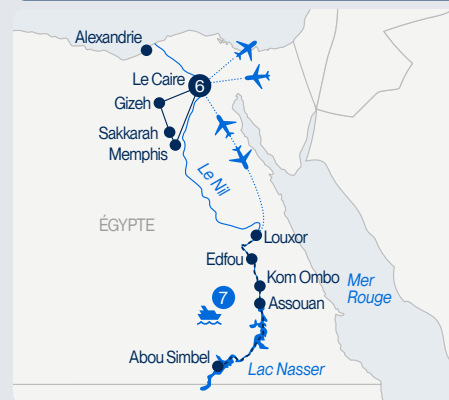 Alexandrie
Le Caire
6
Gizeh
Sakkarah
Memphis
Le Nil
ÉGYPTE
Louxor
Edfou
Kom Ombo
Mer
Rouge
7
Assouan
Abou Simbel
Lac Nasser